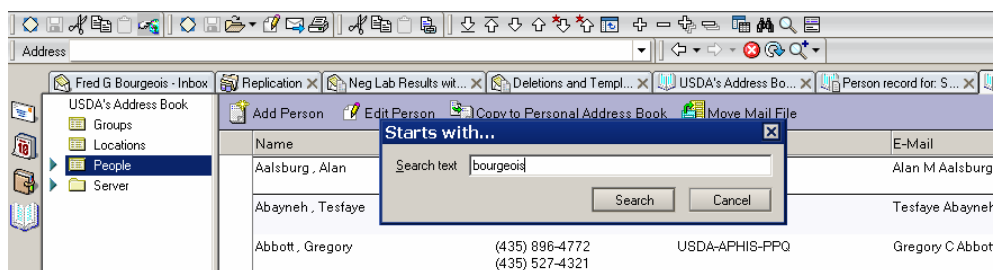 Address
Fred G Bourgeois - Inbox Replication Neg Lab Results wit... Deletions and Templ... USDA's Address Bo... Person record for: S...
USDA's Address Book
Groups
Locations
People
Server
Add Person Edit Person Copy to Personal Address Book Move Mail File
Starts with...
Search text bourgeois
Search Cancel
Name E-Mail
Aalsburg , Alan Alan M Aalsburg
Abayneh , Tesfaye Tesfaye Abayneh
Abbott , Gregory (435) 896-4772 USDA-APHIS-PPQ Gregory C Abbot
(435) 527-4321
18